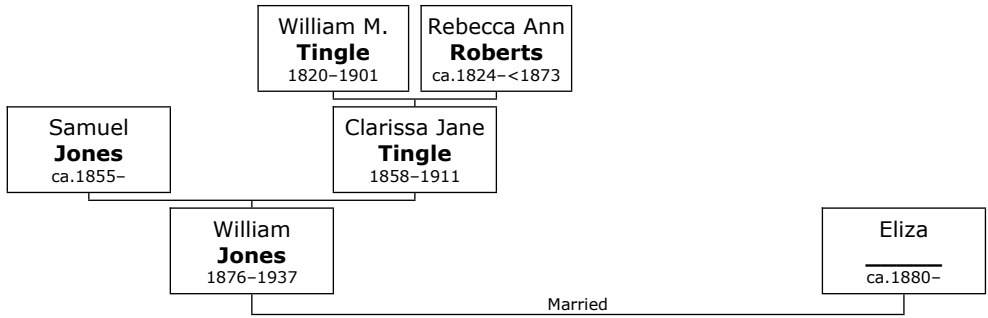 William M.
Tingle
1820–1901
Rebecca Ann
Roberts
ca.1824–<1873
Samuel
Jones
ca.1855–
Clarissa Jane
Tingle
1858–1911
William
Jones
1876–1937
Eliza
________
ca.1880–
Married